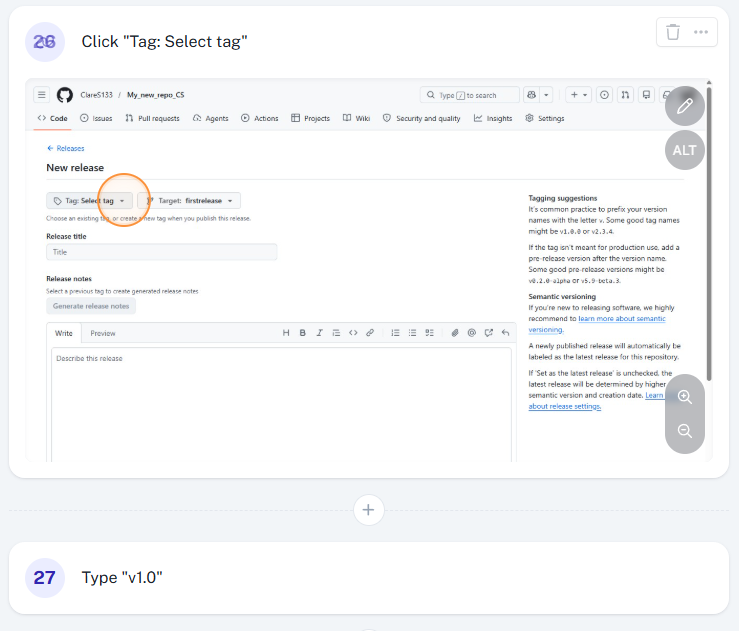 26 Click "Tag: Select tag"
ClareS133 / My_new_repo_CS Type / to search
Code Issues Pull requests Agents Actions Projects Wiki Security and quality Insights Settings
ALT
← Releases
New release
Tag: Select tag Target: firstrelease
Choose an existing tag, or create a new tag when you publish this release.
Release title
Title
Release notes
Select a previous tag to create generated release notes
Generate release notes
Write Preview H B I
Describe this release
Tagging suggestions
It's common practice to prefix your version
names with the letter v. Some good tag names
might be v1.0.0 or v2.3.4.
If the tag isn't meant for production use, add a
pre-release version after the version name.
Some good pre-release versions might be
v0.2.0-alpha or v5.9-beta.3.
Semantic versioning
If you're new to releasing software, we highly
recommend to learn more about semantic
versioning.
A newly published release will automatically be
labeled as the latest release for this repository.
If 'Set as the latest release' is unchecked, the
latest release will be determined by higher
semantic version and creation date. Learn
about release settings.
27 Type "v1.0"